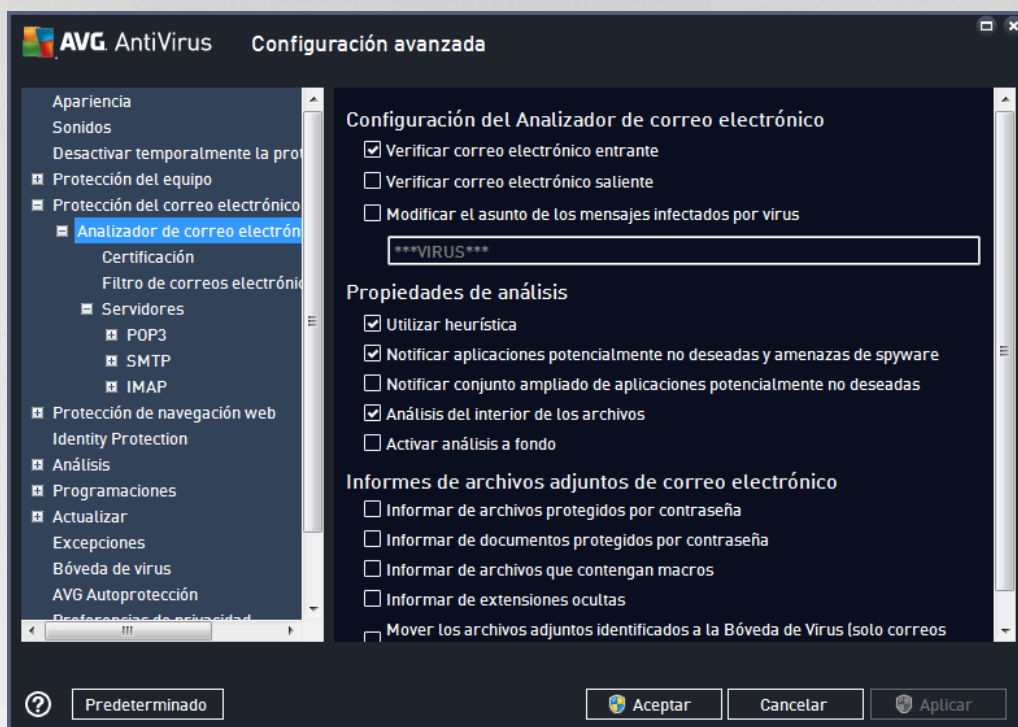 AVG. AntiVirus
Configuración avanzada
Apariencia
Sonidos
Desactivar temporalmente la prot
Protección del equipo
Protección del correo electrónico
Analizador de correo electrón
Certificación
Filtro de correos electrónic
Servidores
POP3
SMTP
IMAP
Protección de navegación web
Identity Protection
Análisis
Programaciones
Actualizar
Excepciones
Bóveda de virus
AVG Autoprotección
Preferencias de privacidad
Configuración del Analizador de correo electrónico
Verificar correo electrónico entrante
Verificar correo electrónico saliente
Modificar el asunto de los mensajes infectados por virus
***VIRUS***
Propiedades de análisis
Utilizar heurística
Notificar aplicaciones potencialmente no deseadas y amenazas de spyware
Notificar conjunto ampliado de aplicaciones potencialmente no deseadas
Análisis del interior de los archivos
Activar análisis a fondo
Informes de archivos adjuntos de correo electrónico
Informar de archivos protegidos por contraseña
Informar de documentos protegidos por contraseña
Informar de archivos que contengan macros
Informar de extensiones ocultas
Mover los archivos adjuntos identificados a la Bóveda de Virus (solo correos
Predeterminado
Aceptar
Cancelar
Aplicar